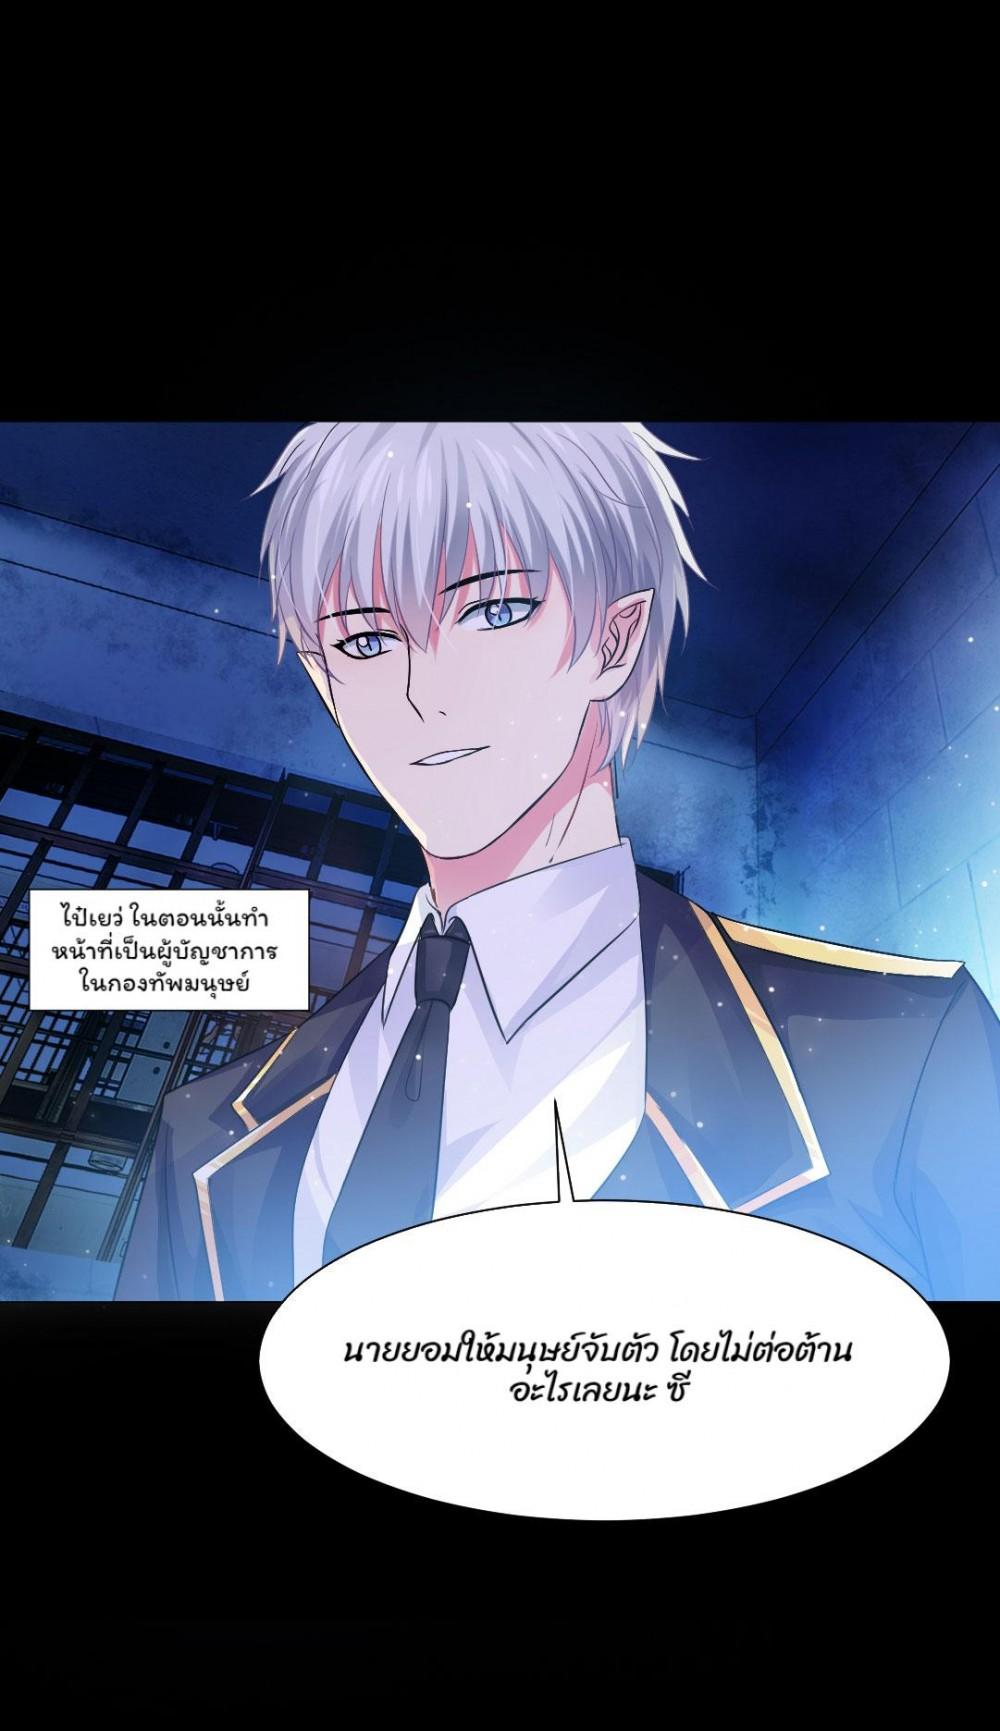 ไป๋เยว่ ในตอนนั้นทำ
หน้าที่เป็นผู้บัญชาการ
ในกองทัพมนุษย์
นายยอมให้มนุษย์จับตัว โดยไม่ต่อต้าน
อะไรเลยนะ ซี